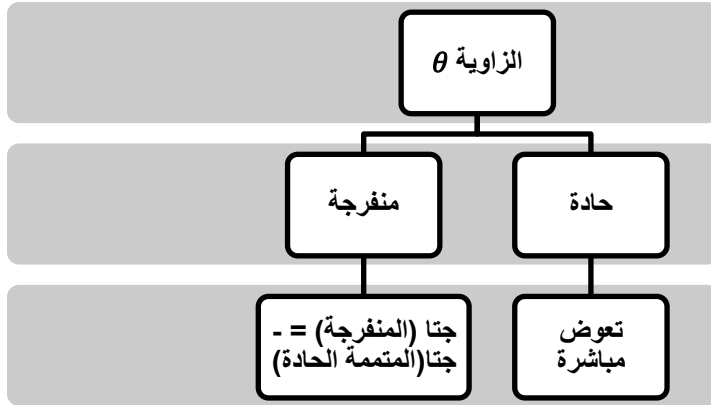 الزاوية θ
حادة
منفرجة
تعوض
مباشرة
جتا (المنفرجة) = -
جتا(المتممة الحادة)